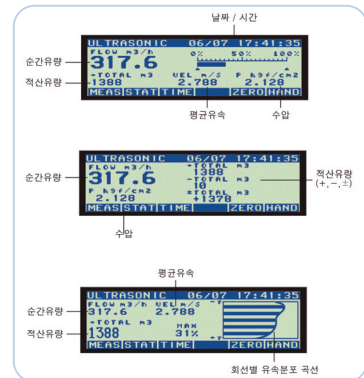 날짜 / 시간
ULTRASONIC 06/07 17:41:35
순간유량
FLOW m3/h 0% 50% 100%
317.6
적산유량
+TOTAL m3 VEL m/S P kgf/cm2
1388 2.788 2.128
MEAS STAT TIME ZERO HAND
평균유속
수압
ULTRASONIC 06/07 17:41:35
순간유량
FLOW m3/h +TOTAL m3
317.6 1388
-TOTAL m3
적산유량
(+,−,±)
P kgf/cm2 10
±TOTAL m3
2.128 +1378
MEAS STAT TIME ZERO HAND
수압
평균유속
ULTRASONIC 06/07 17:41:35
순간유량
FLOW m3/h VEL m/S
317.6 2.788
적산유량
+TOTAL m3
1388 MAX
31%
MEAS STAT TIME ZERO HAND
회선별 유속분포 곡선